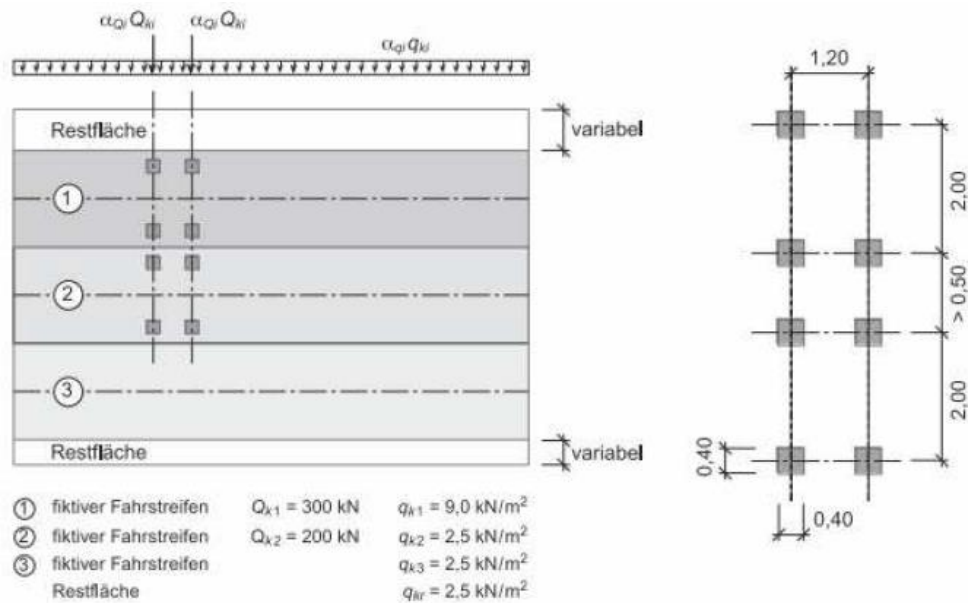 α_Qi Q_ki α_Qi Q_ki
α_qi q_ki
Restfläche
variabel
1
2
3
Restfläche
variabel
1,20
2,00
> 0,50
2,00
0,40
0,40
① fiktiver Fahrstreifen Q_k1 = 300 kN q_k1 = 9,0 kN/m²
② fiktiver Fahrstreifen Q_k2 = 200 kN q_k2 = 2,5 kN/m²
③ fiktiver Fahrstreifen q_k3 = 2,5 kN/m²
Restfläche q_kr = 2,5 kN/m²